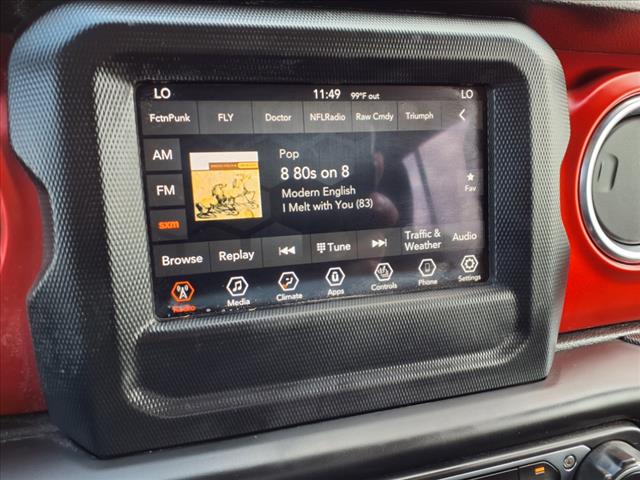 LO 11:49 99°F out LO
FctnPunk FLY Doctor NFLRadio Raw Cmdy Triumph
AM
FM
sxm
Pop
8 80s on 8
Modern English
I Melt with You (83)
Fav
Browse Replay Tune Traffic & Weather Audio
Radio Media Climate Apps Controls Phone Settings